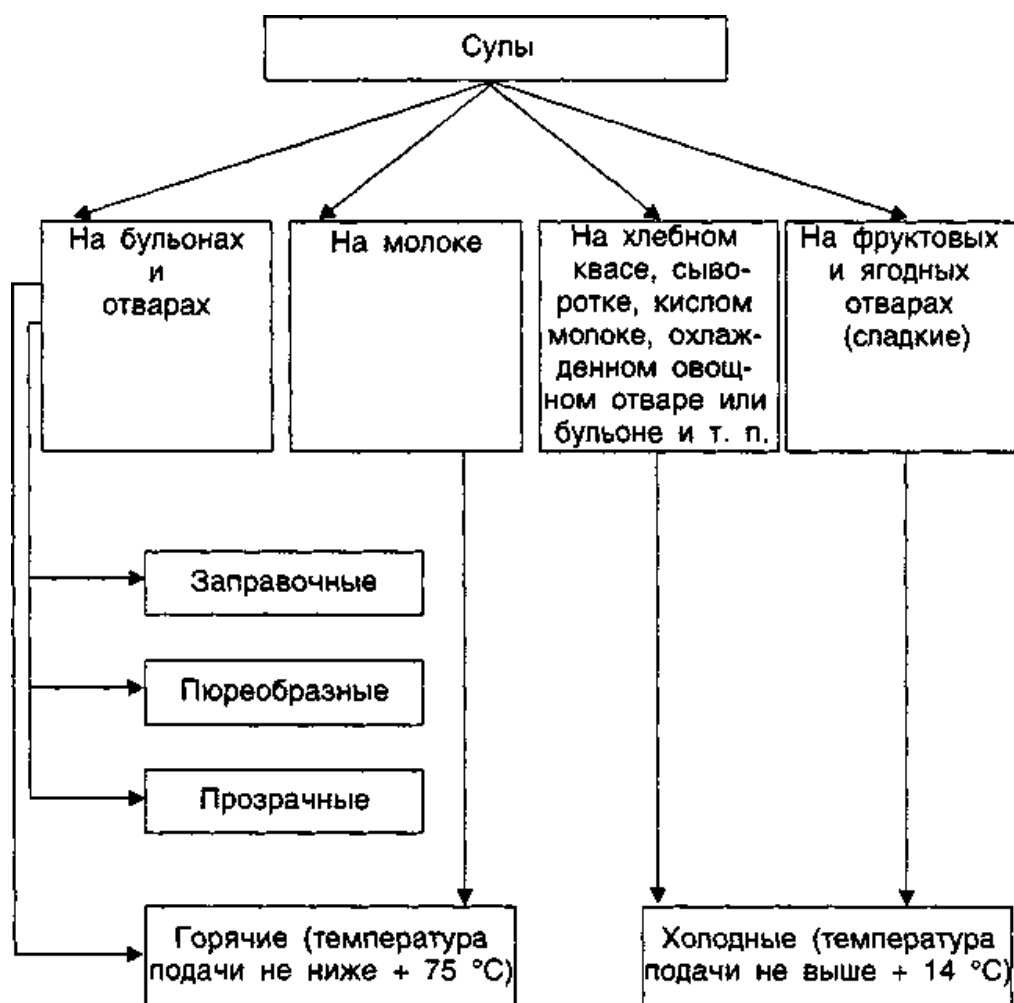 Супы
На бульонах
и
отварах
На молоке
На хлебном
квасе, сыво-
ротке, кислом
молоке, охлаж-
денном овощ-
ном отваре или
бульоне и т. п.
На фруктовых
и ягодных
отварах
(сладкие)
Заправочные
Пюреобразные
Прозрачные
Горячие (температура
подачи не ниже + 75 °С)
Холодные (температура
подачи не выше + 14 °С)